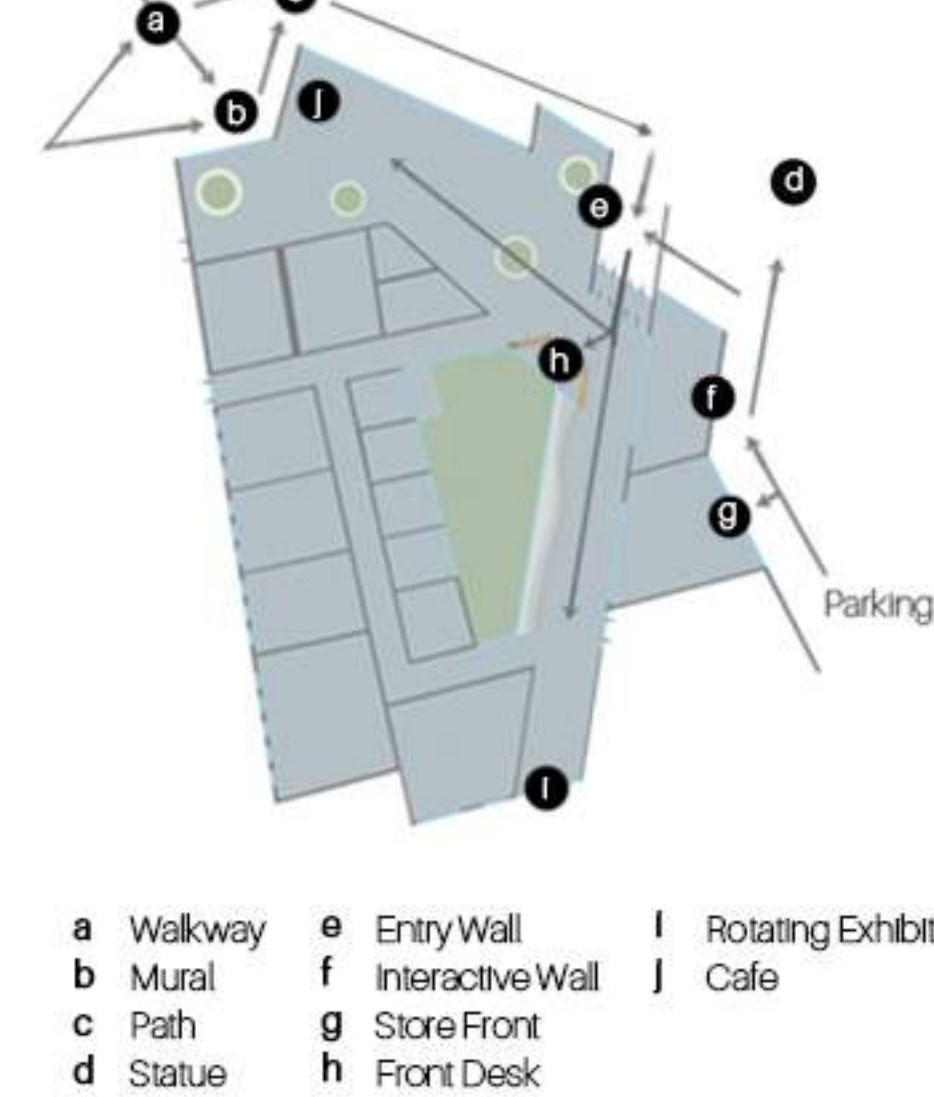 a
b
j
d
e
h
f
g
Parking
i
a Walkway
b Mural
c Path
d Statue
e Entry Wall
f Interactive Wall
g Store Front
h Front Desk
i Rotating Exhibit
j Cafe